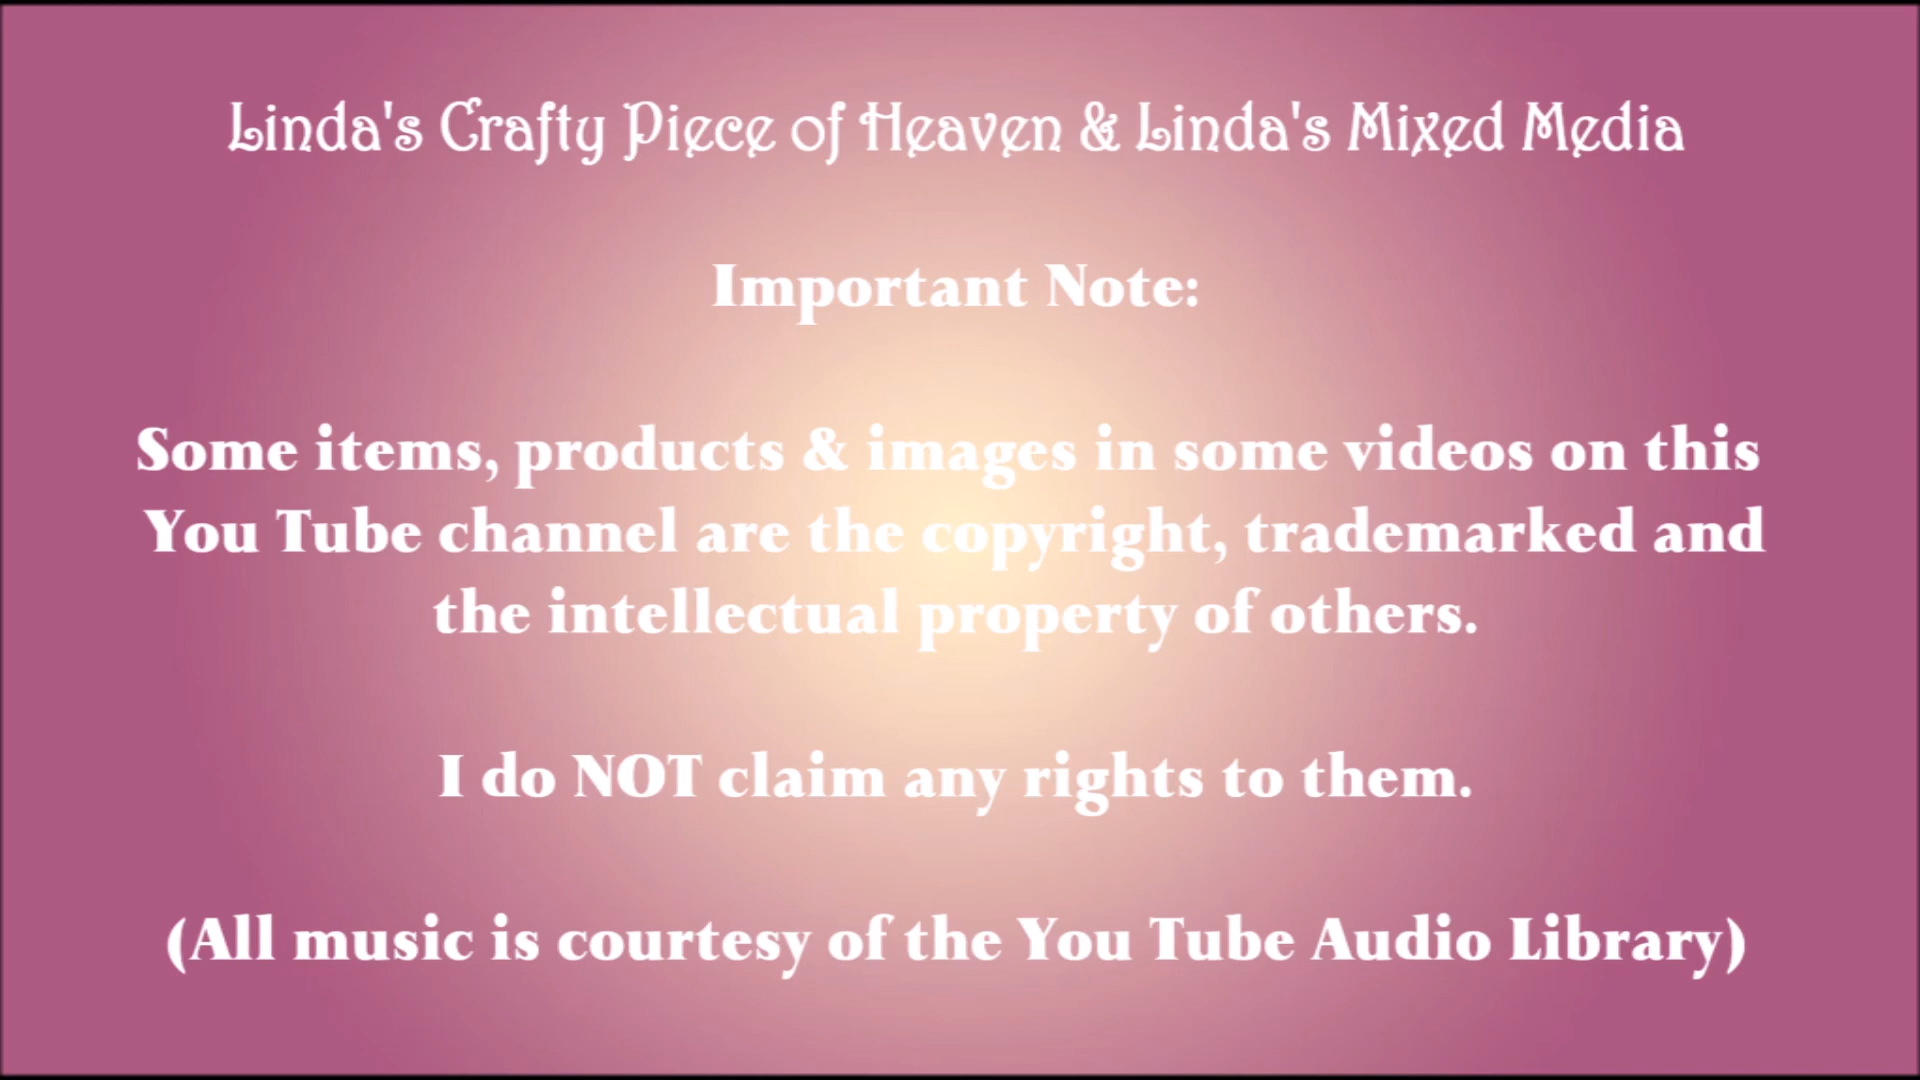 Linda's Crafty Piece of Heaven & Linda's Mixed Media
Important Note:
Some items, products & images in some videos on this
You Tube channel are the copyright, trademarked and
the intellectual property of others.
I do NOT claim any rights to them.
(All music is courtesy of the You Tube Audio Library)